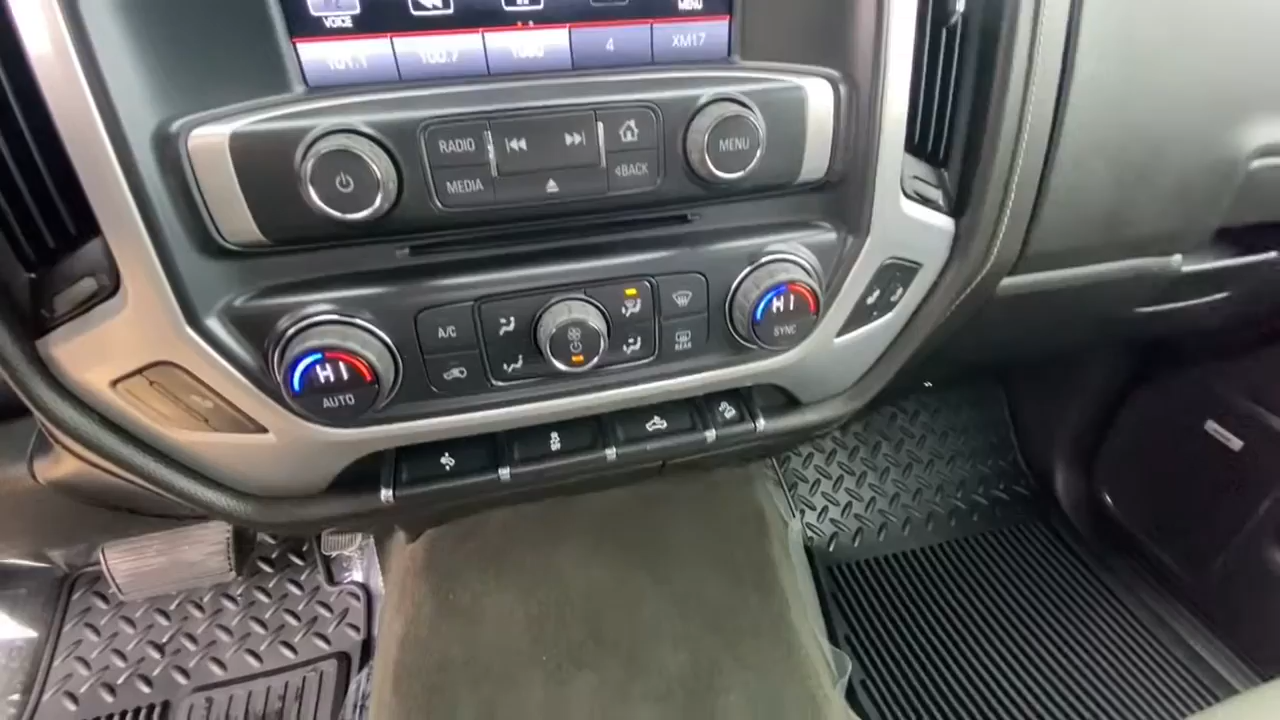 VOICE
MENU
101.1
100.7
4
XM17
RADIO
MEDIA
BACK
MENU
HI
AUTO
A/C
REAR
HI
SYNC